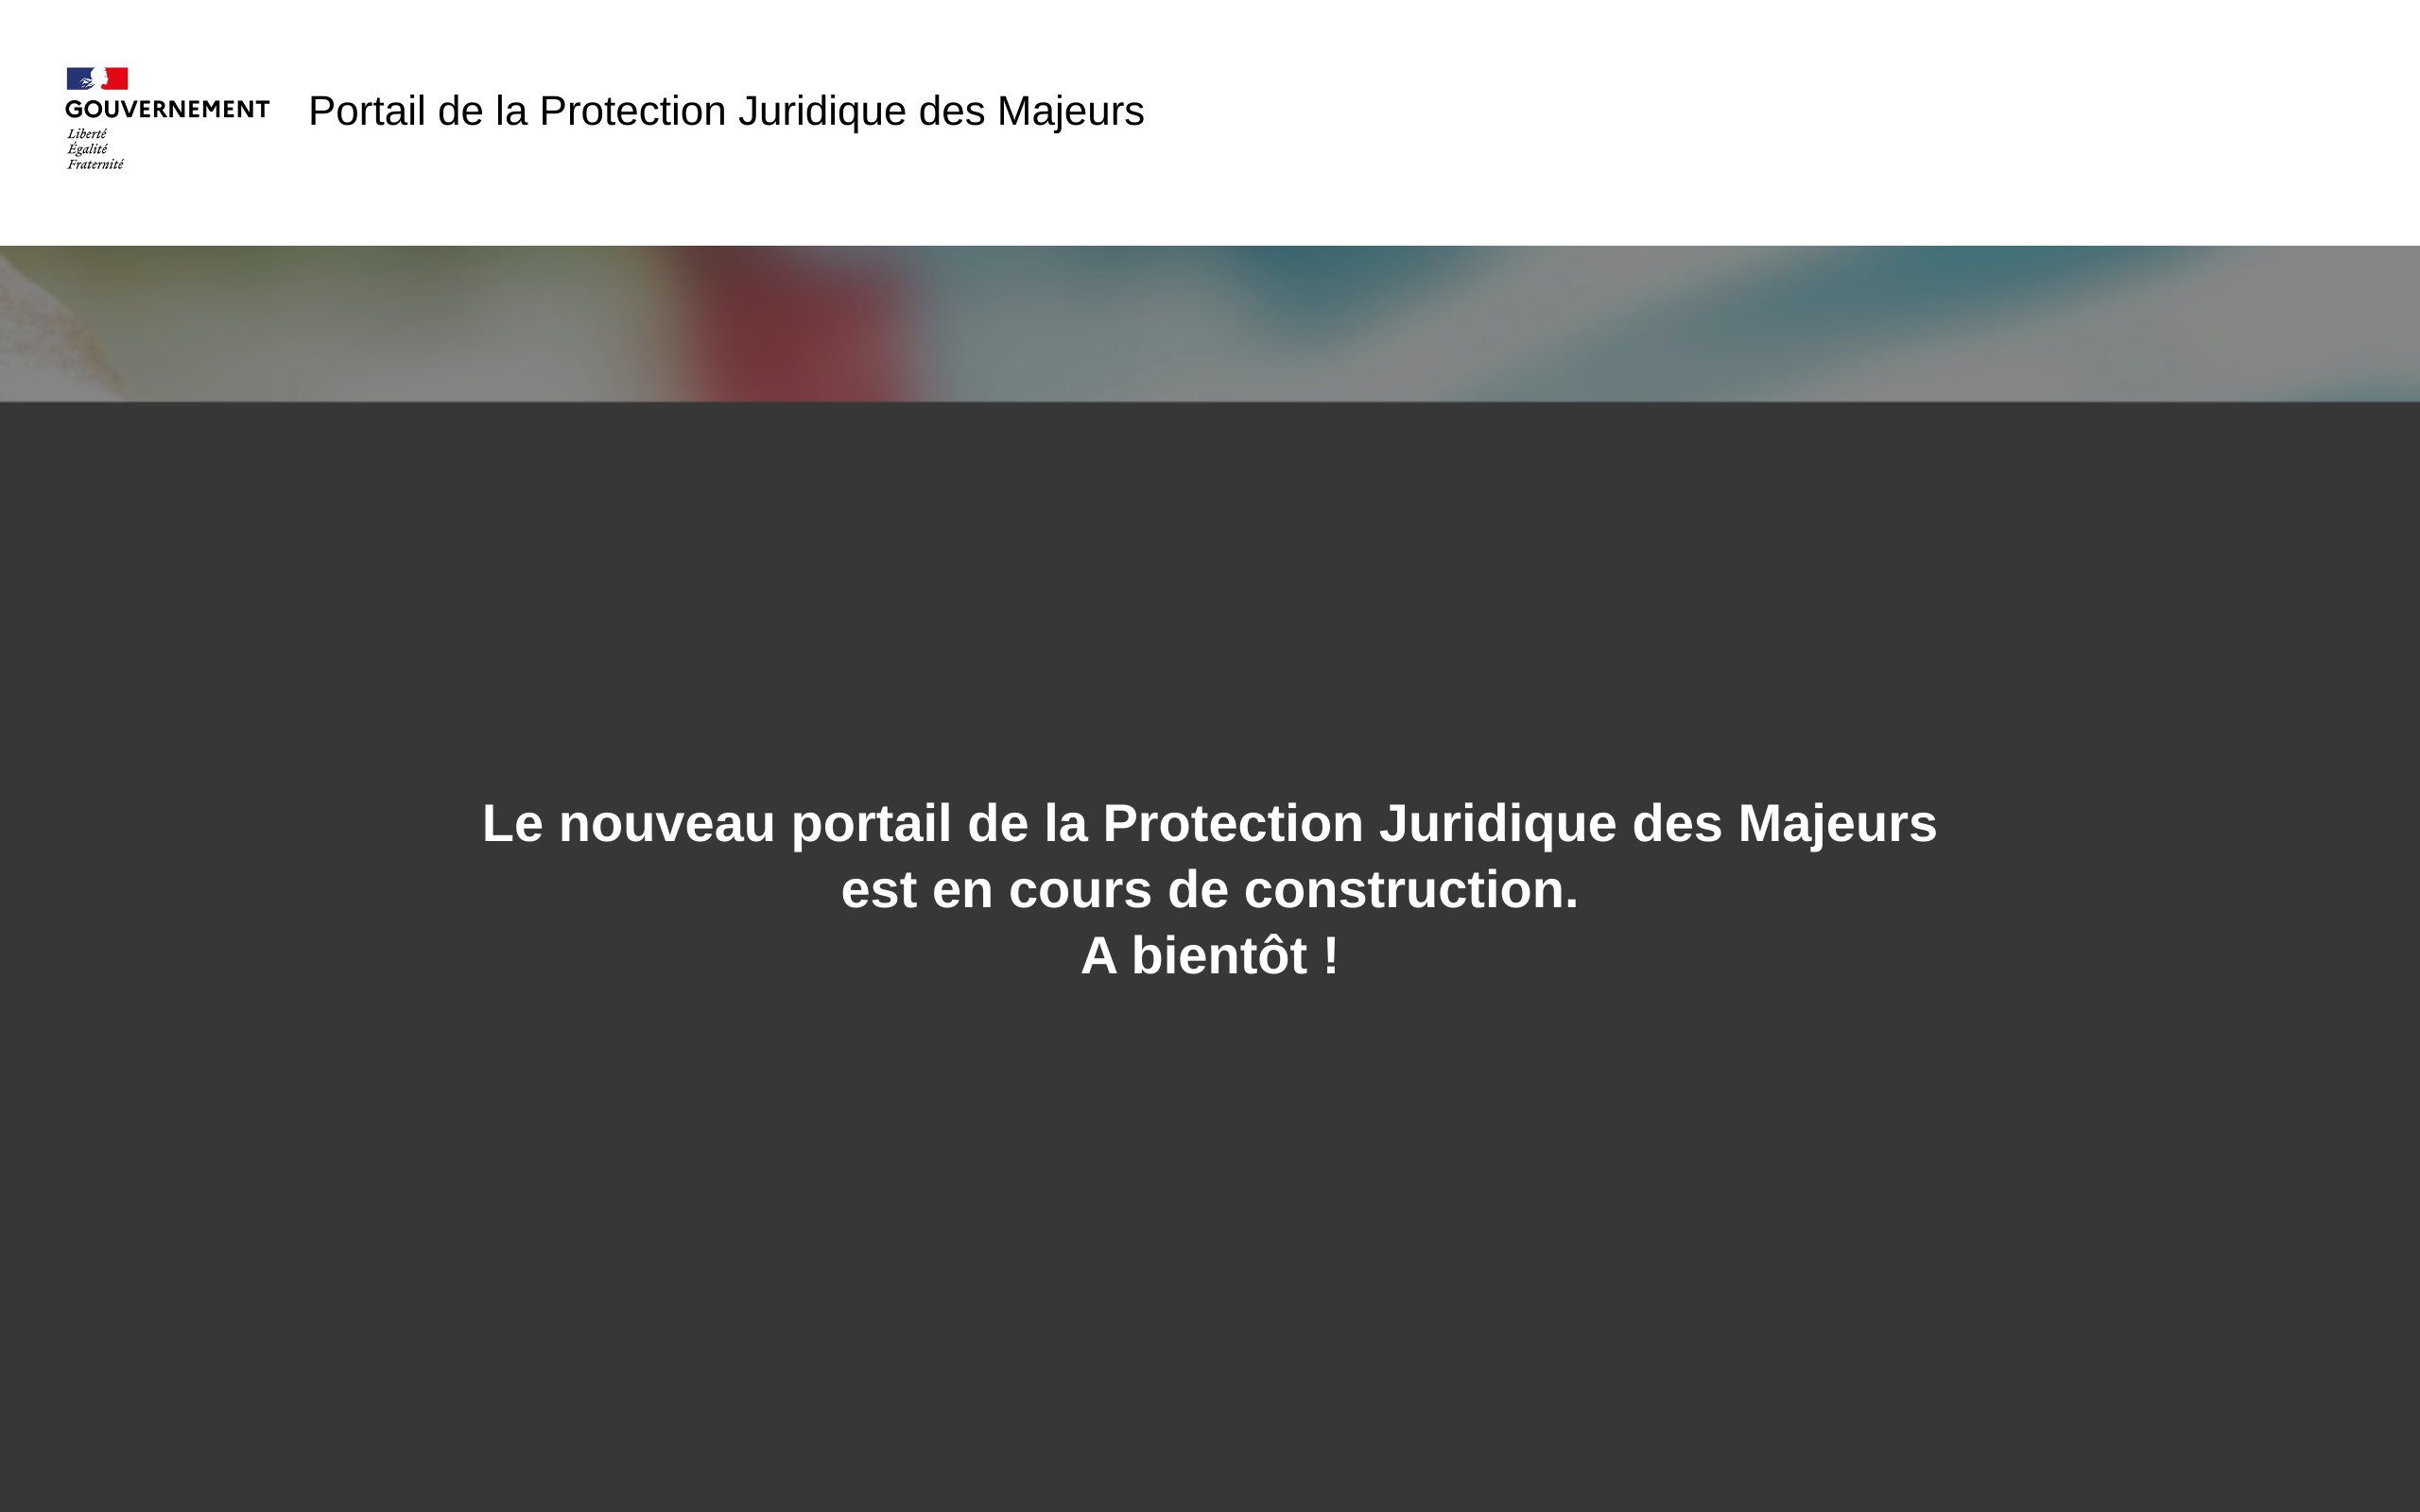 GOUVERNEMENT
Liberté
Égalité
Fraternité
Portail de la Protection Juridique des Majeurs
Le nouveau portail de la Protection Juridique des Majeurs
est en cours de construction.
A bientôt !